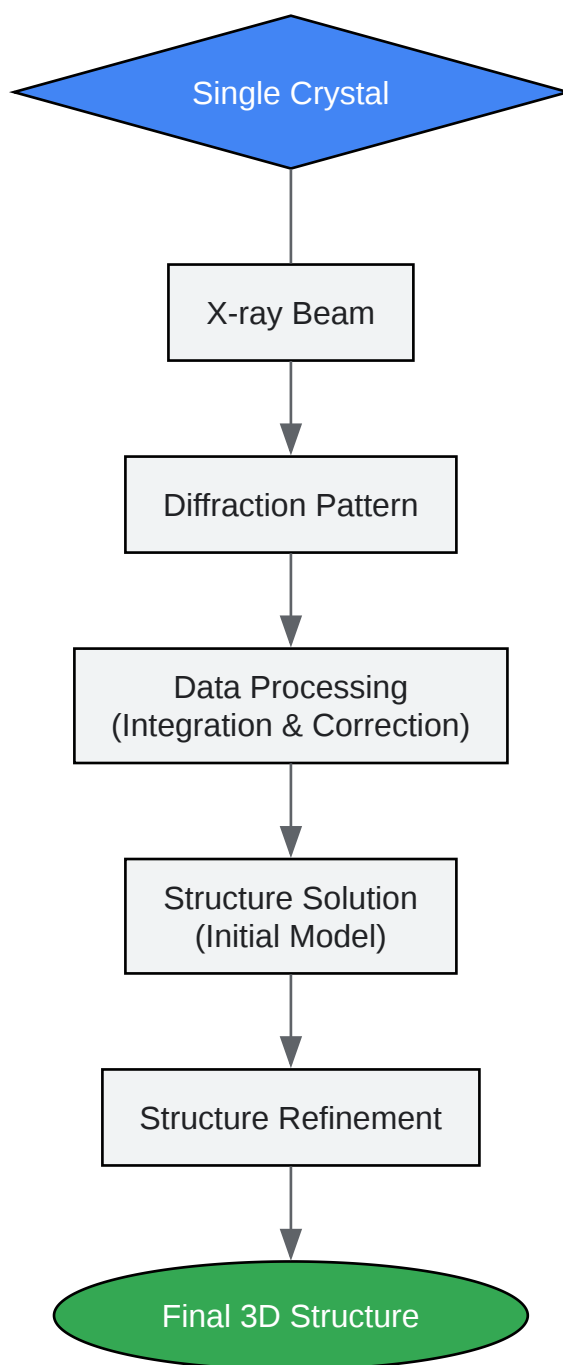 Single Crystal
X-ray Beam
Diffraction Pattern
Data Processing
(Integration & Correction)
Structure Solution
(Initial Model)
Structure Refinement
Final 3D Structure